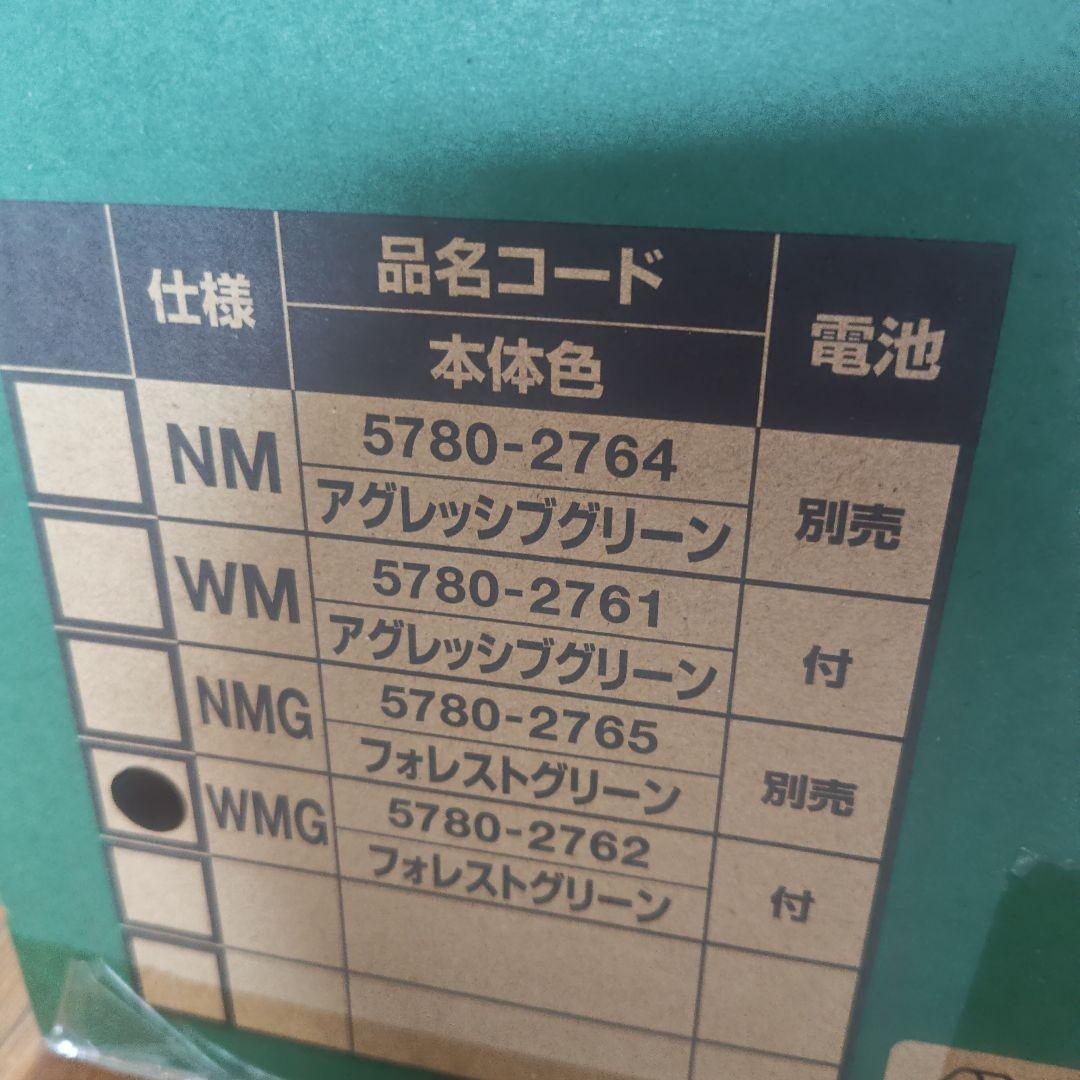 仕様 品名コード 電池
本体色
NM 5780-2764 別売
アグレッシブグリーン
WM 5780-2761 付
アグレッシブグリーン
NMG 5780-2765 別売
フォレストグリーン
WMG 5780-2762 付
フォレストグリーン